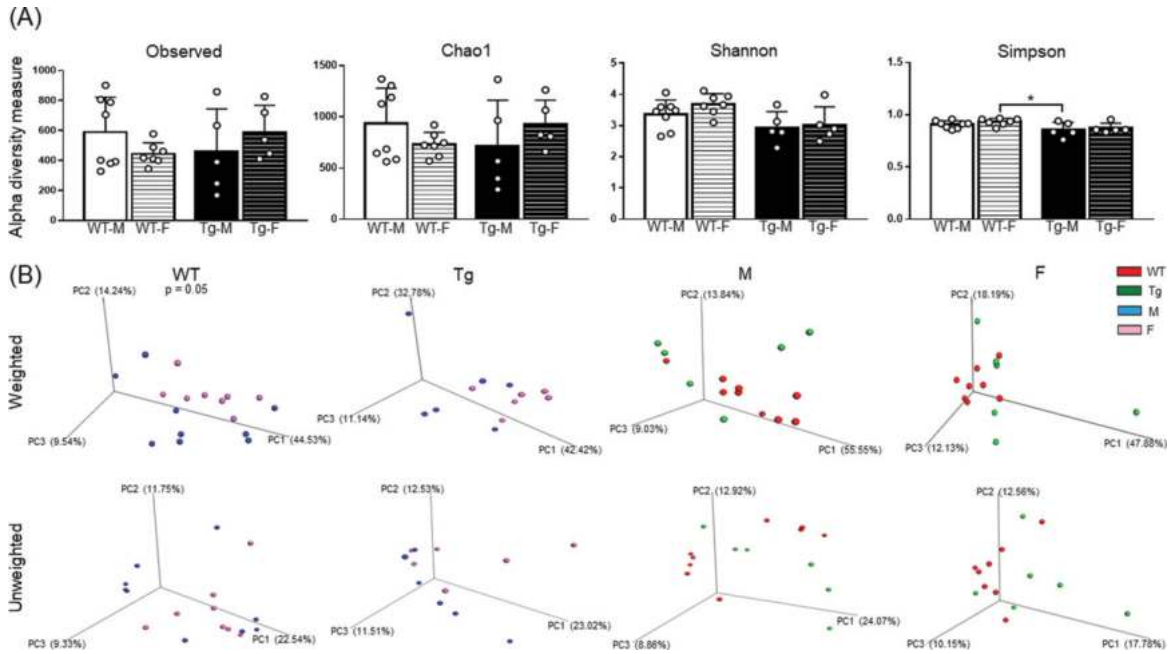 (A)
Observed
Chao1
Shannon
Simpson
Alpha diversity measure
1000
800
600
400
200
0
WT-M WT-F Tg-M Tg-F
1500
1000
500
0
WT-M WT-F Tg-M Tg-F
5
4
3
2
1
0
WT-M WT-F Tg-M Tg-F
1.5
1.0
0.5
0.0
*
WT-M WT-F Tg-M Tg-F
(B)
WT
p = 0.05
Tg
M
F
WT
Tg
M
F
Weighted
PC2 (14.24%)
PC3 (9.54%)
PC1 (44.53%)
PC2 (32.78%)
PC3 (11.14%)
PC1 (42.42%)
PC2 (13.84%)
PC3 (9.03%)
PC1 (55.55%)
PC2 (18.19%)
PC3 (12.13%)
PC1 (47.88%)
Unweighted
PC2 (11.75%)
PC3 (9.33%)
PC1 (22.54%)
PC2 (12.53%)
PC3 (11.51%)
PC1 (23.02%)
PC2 (12.92%)
PC3 (8.86%)
PC1 (24.07%)
PC2 (12.56%)
PC3 (10.15%)
PC1 (17.78%)